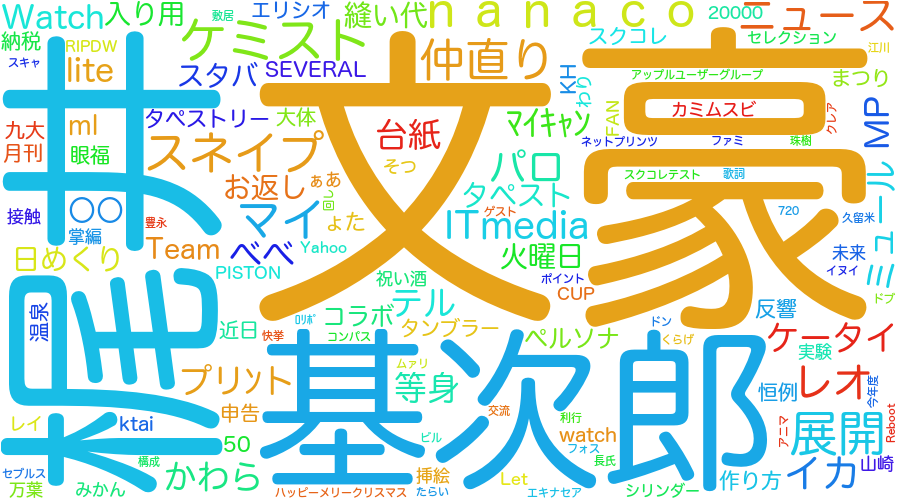 Watch
入り用
エリシオ
敷居
縫い代
ｎａｎａｃｏ
20000
ニュース
納税
RIPDW
スキャ
lite
ケミスト
仲直り
スクコレ
セレクション
江川
スタバ
SEVERAL
KH
わり
アップルユーザーグループ
まつり
井
文
豪
九大
月刊
ml
眼福
タペストリー
大体
台紙
ﾏｲｷｬﾝ
FAN
カミムスビ
クレア
MP
スネイプ
そつ
パロ
ネットプリンツ
ファミ
珠樹
接触
〇〇
掌編
豊永
お返し
ぁあ
回し
よた
タペスト
スクコレテスト
歌詞
ミュール
マイ
ITmedia
ゲスト
720
久留米
日めくり
Team
べべ
Yahoo
火曜日
未来
イヌイ
ドブ
PISTON
祝い酒
ポイント
CUP
尾
温泉
近日
快挙
ﾛﾘﾎﾟ
コンパス
コラボ
テル
タンブラー
ペルソナ
ドン
くらげ
反響
ケータイ
実験
梶
基
次
郎
プリント
ムァリ
等身
恒例
レオ
今年度
レイ
ktai
申告
50
交流
利行
watch
展開
Reboot
アニマ
セブルス
万葉
みかん
構成
かわら
ビル
挿絵
たらい
Let
フォス
長氏
作り方
イカ
山崎
ハッピーメリークリスマス
エキナセア
シリンダー